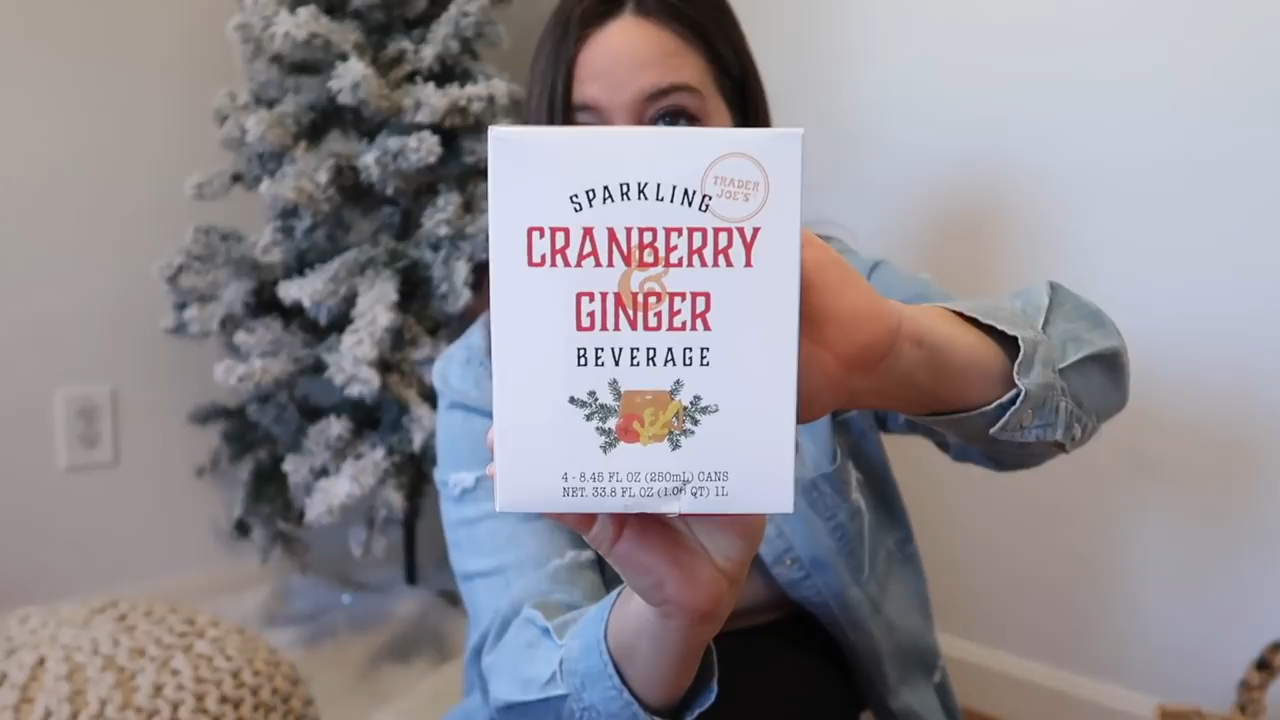 TRADER
JOE'S
SPARKLING
CRANBERRY
&
GINGER
BEVERAGE
4 - 8.45 FL OZ (250mL) CANS
NET. 33.8 FL OZ (1.06 QT) 1L